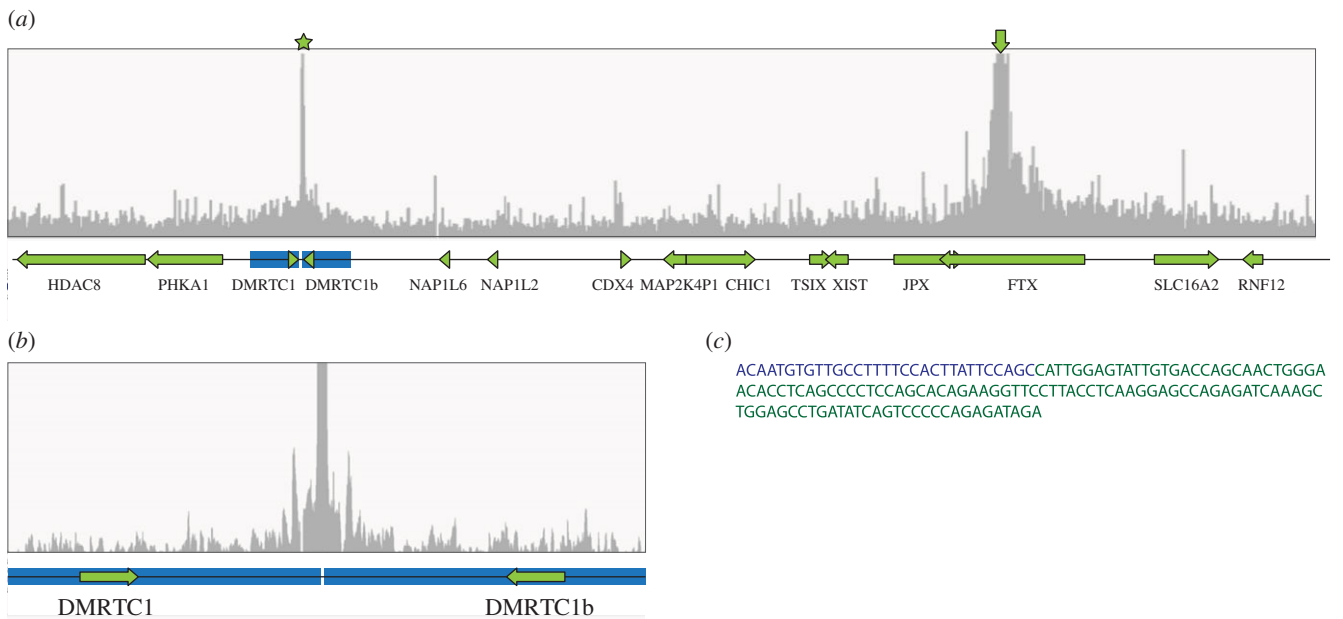 (a)
HDAC8 PHKA1 DMRTC1 DMRTC1b NAP1L6 NAP1L2 CDX4 MAP2K4P1 CHIC1 TSIX XIST JPX FTX SLC16A2 RNF12
(b)
DMRTC1 DMRTC1b
(c)
ACAATGTGTTGCCTTTTCCACTTATTCCAGCCATTGGAGTATTGTGACCAGCAACTGGGA
ACACCTCAGCCCCTCCAGCACAGAAGGTTCCTTACCTCAAGGAGCCAGAGATCAAAGC
TGGAGCCTGATATCAGTCCCCCAGAGATAGA